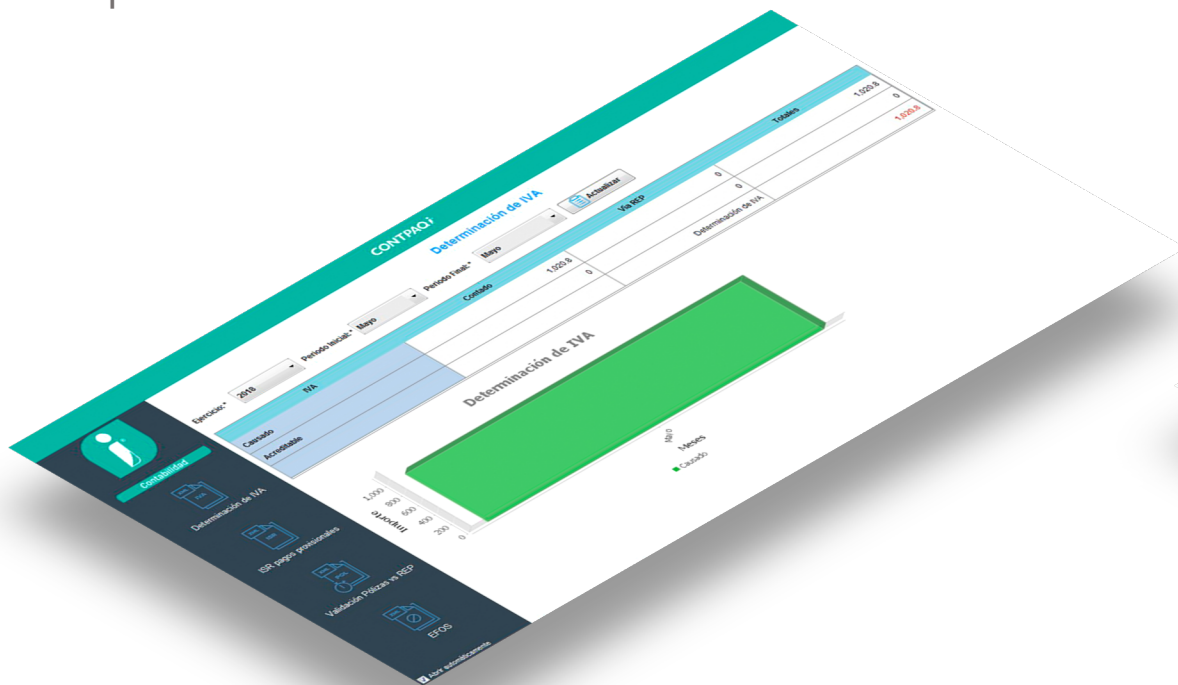 CONTPAQi
Determinación de IVA
Ejercicio:* 2018 Periodo Inicial:* Mayo Periodo Final:* Mayo Actualizar
IVA Contado Vía REP Totales
Causado 1,020.8 0 1,020.8
Acreditable 0 0 0
Determinación de IVA 1,020.8
Determinación de IVA
1,000
800
600
400
200
0
Importe
Mayo
Meses
Causado
Contabilidad
Determinación de IVA
ISR pagos provisionales
Validación Pólizas vs REP
EFOS
Abrir automáticamente